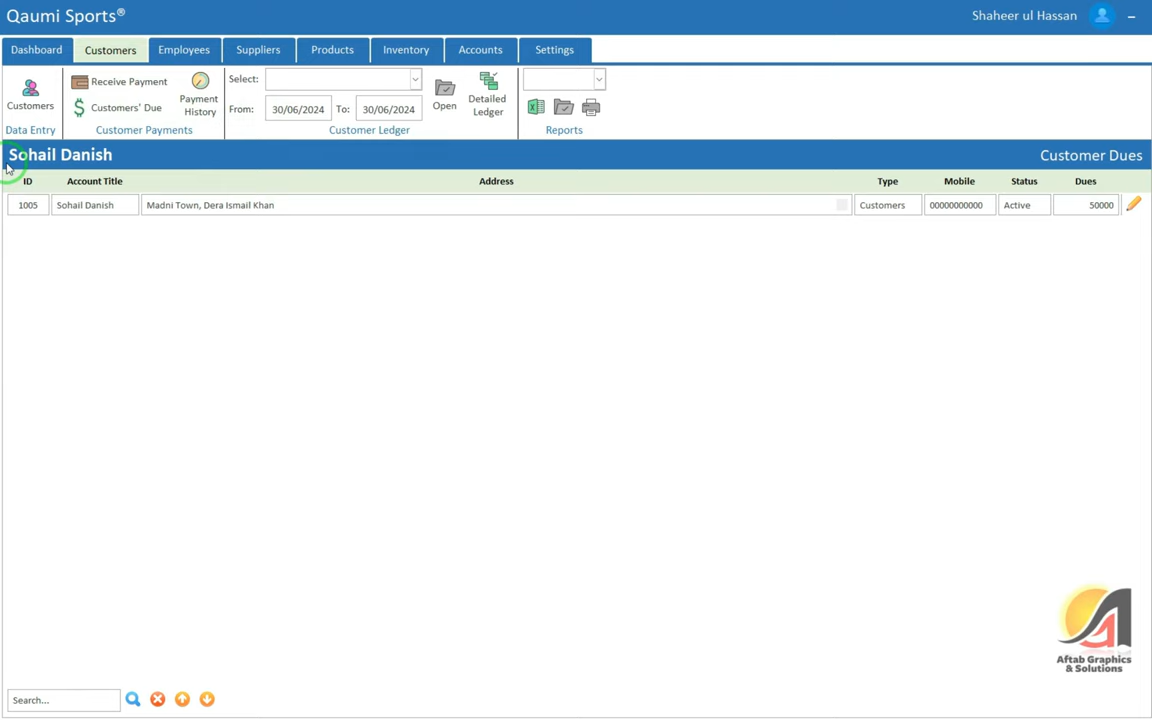 Qaumi Sports®
Shaheer ul Hassan
Dashboard Customers Employees Suppliers Products Inventory Accounts Settings
Customers
Data Entry
Receive Payment
Customers' Due
Payment History
Customer Payments
Select:
From: 30/06/2024 To: 30/06/2024
Open
Detailed Ledger
Customer Ledger
Reports
Sohail Danish
Customer Dues
ID Account Title Address Type Mobile Status Dues
1005 Sohail Danish Madni Town, Dera Ismail Khan Customers 00000000000 Active 50000
Aftab Graphics
& Solutions
Search...